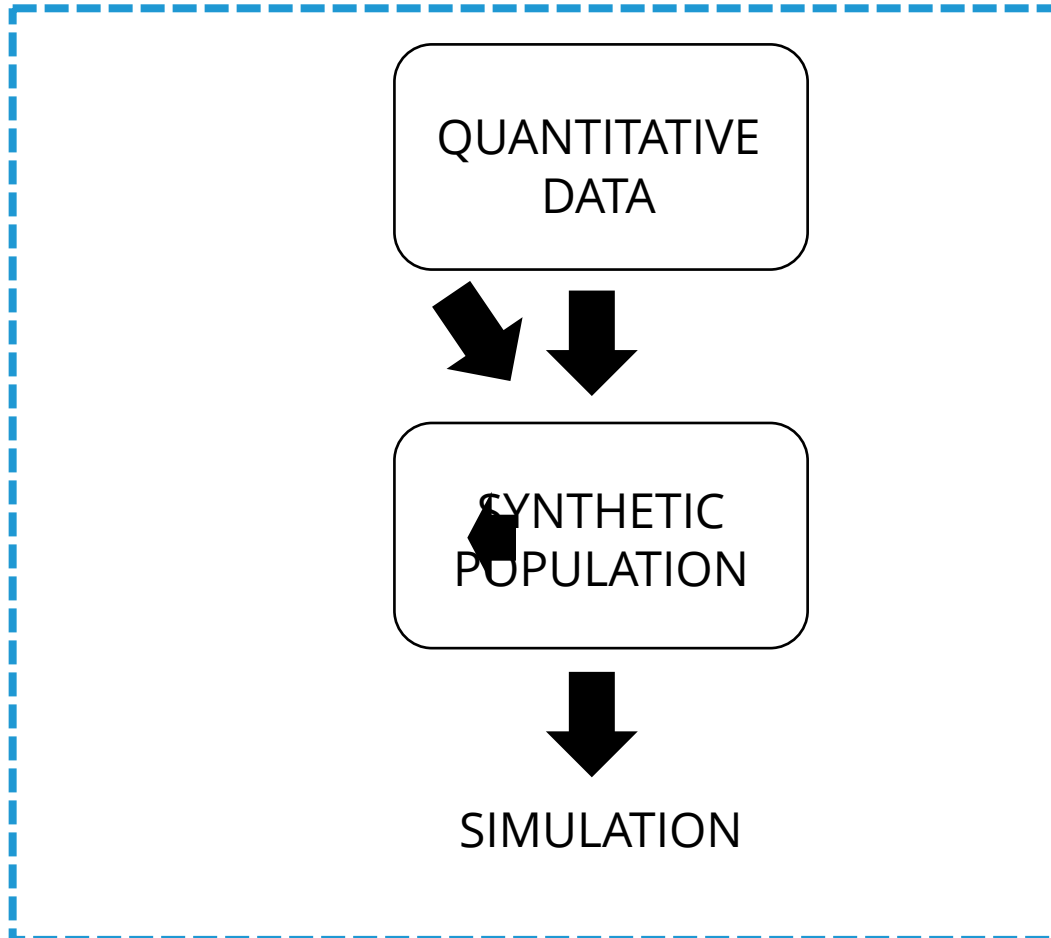 QUANTITATIVE
DATA
SYNTHETIC
POPULATION
SIMULATION